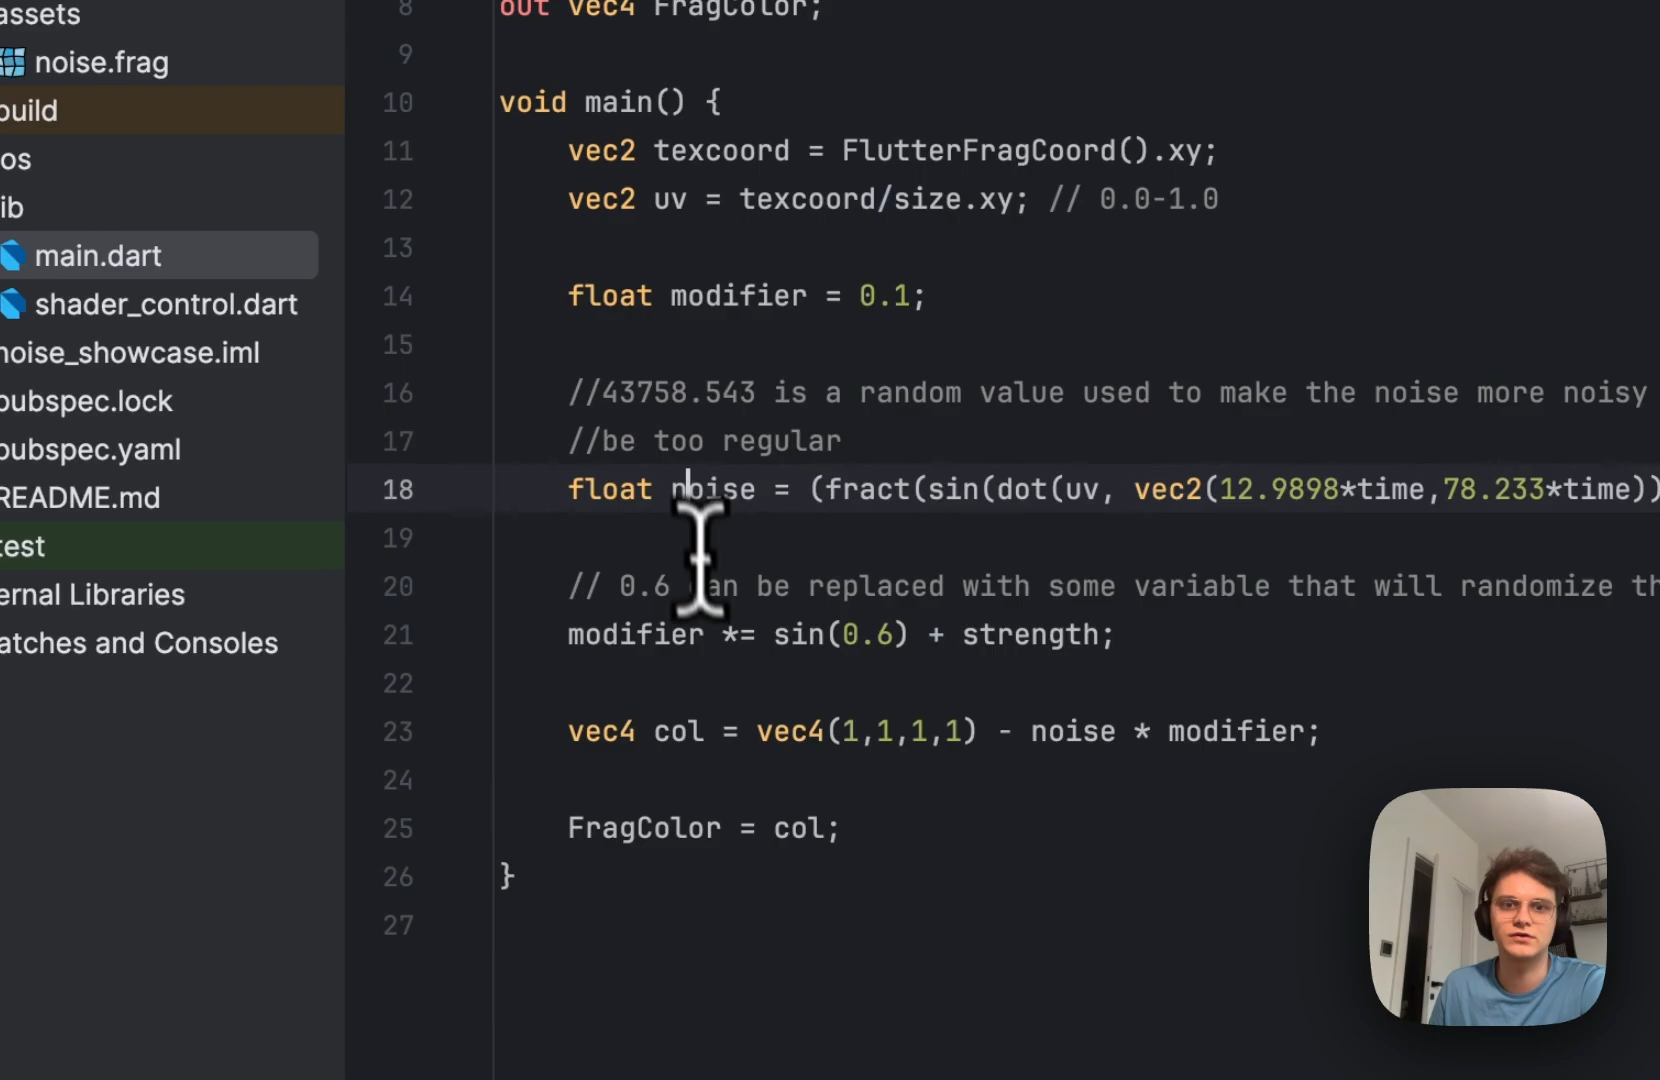 assets
noise.frag
build
os
ib
main.dart
shader_control.dart
noise_showcase.iml
pubspec.lock
pubspec.yaml
README.md
test
ernal Libraries
atches and Consoles
8 out vec4 FragColor;
9
10 void main() {
11 vec2 texcoord = FlutterFragCoord().xy;
12 vec2 uv = texcoord/size.xy; // 0.0-1.0
13
14 float modifier = 0.1;
15
16 //43758.543 is a random value used to make the noise more noisy
17 //be too regular
18 float noise = (fract(sin(dot(uv, vec2(12.9898*time,78.233*time))
19
20 // 0.6 can be replaced with some variable that will randomize th
21 modifier *= sin(0.6) + strength;
22
23 vec4 col = vec4(1,1,1,1) - noise * modifier;
24
25 FragColor = col;
26 }
27